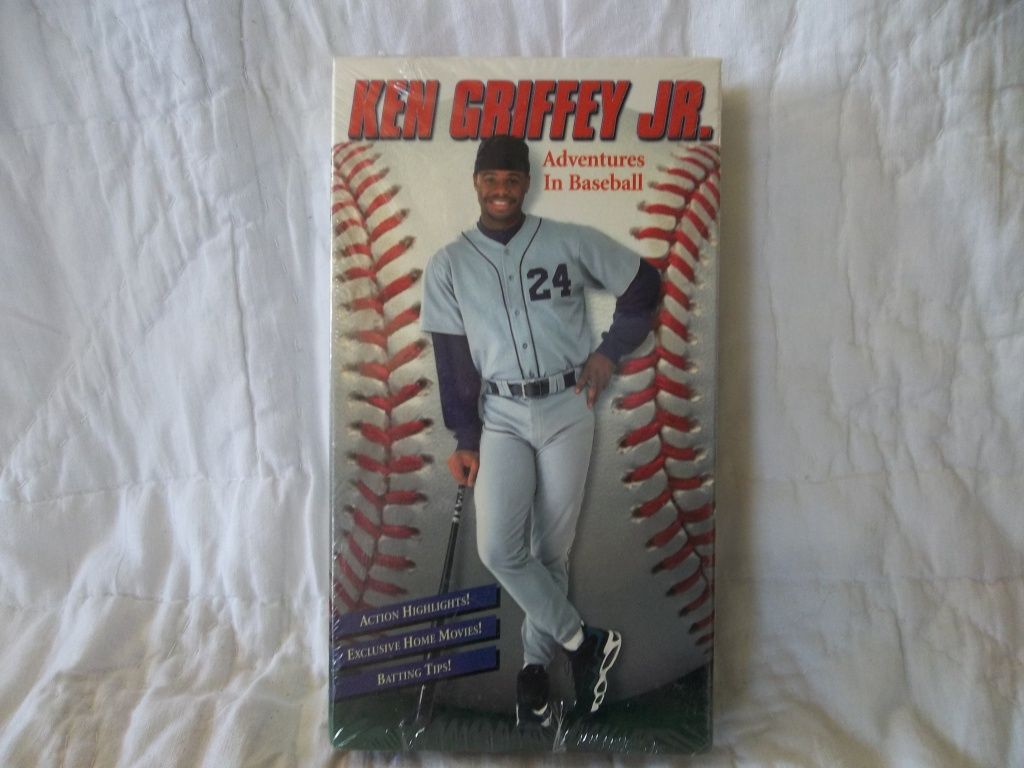 KEN GRIFFEY JR.
Adventures
In Baseball
24
ACTION HIGHLIGHTS!
EXCLUSIVE HOME MOVIES!
BATTING TIPS!